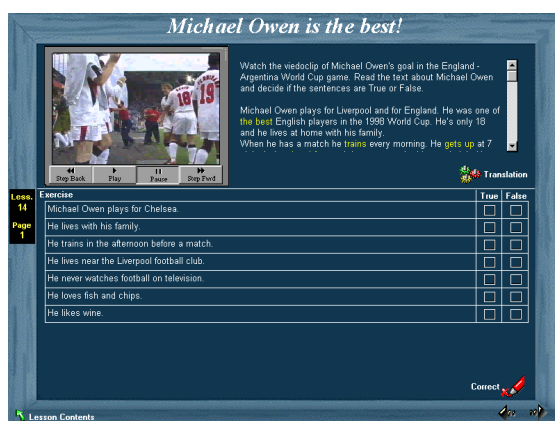 Michael Owen is the best!
Watch the viedoclip of Michael Owen's goal in the England -
Argentina World Cup game. Read the text about Michael Owen
and decide if the sentences are True or False.
Michael Owen plays for Liverpool and for England. He was one of
the best English players in the 1998 World Cup. He's only 18
and he lives at home with his family.
When he has a match he trains every morning. He gets up at 7
18 19
Step Back Play Pause Step Fwd
Translation
Less.
14
Page
1
Exercise True False
Michael Owen plays for Chelsea.
He lives with his family.
He trains in the afternoon before a match.
He lives near the Liverpool football club.
He never watches football on television.
He loves fish and chips.
He likes wine.
Correct
Lesson Contents